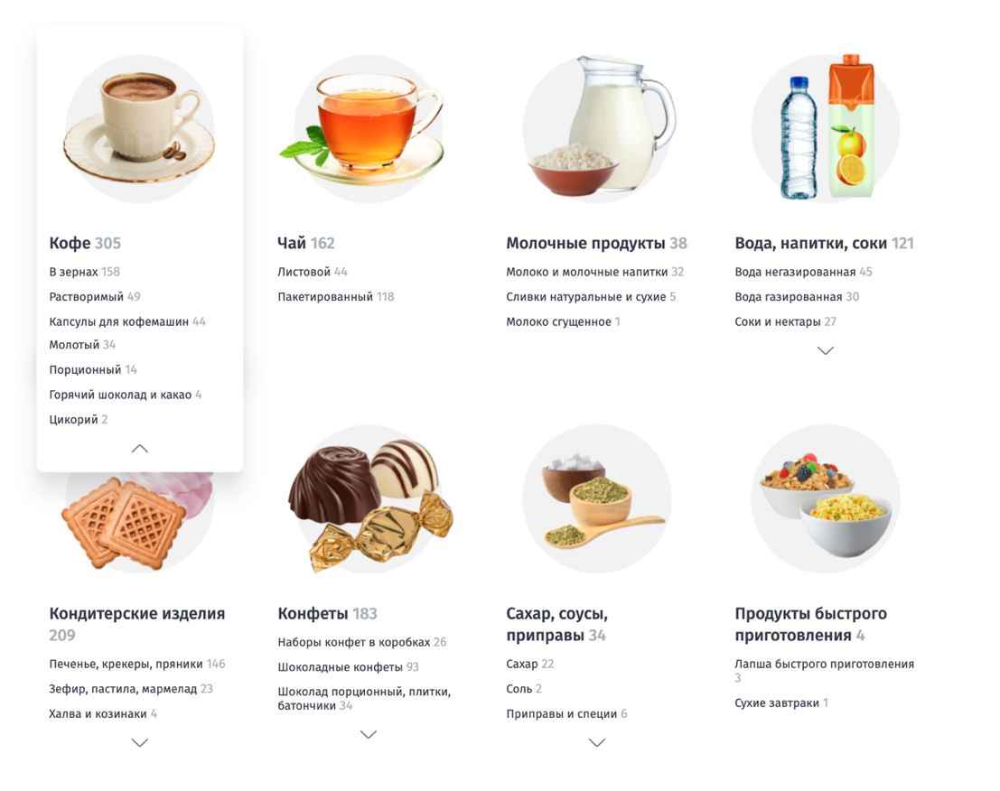 Кофе 305
В зернах 158
Растворимый 49
Капсулы для кофемашин 44
Молотый 34
Порционный 14
Горячий шоколад и какао 4
Цикорий 2
Чай 162
Листовой 44
Пакетированный 118
Молочные продукты 38
Молоко и молочные напитки 32
Сливки натуральные и сухие 5
Молоко сгущенное 1
Вода, напитки, соки 121
Вода негазированная 45
Вода газированная 30
Соки и нектары 27
Кондитерские изделия
209
Печенье, крекеры, пряники 146
Зефир, пастила, мармелад 23
Халва и козинаки 4
Конфеты 183
Наборы конфет в коробках 26
Шоколадные конфеты 93
Шоколад порционный, плитки,
батончики 34
Сахар, соусы,
приправы 34
Сахар 22
Соль 2
Приправы и специи 6
Продукты быстрого
приготовления 4
Лапша быстрого приготовления
3
Сухие завтраки 1